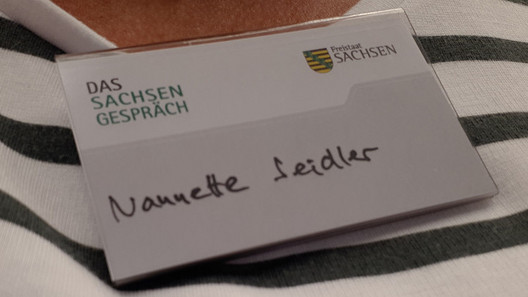 DAS
SACHSEN
GESPRÄCH
Freistaat
SACHSEN
Nannette Seidler